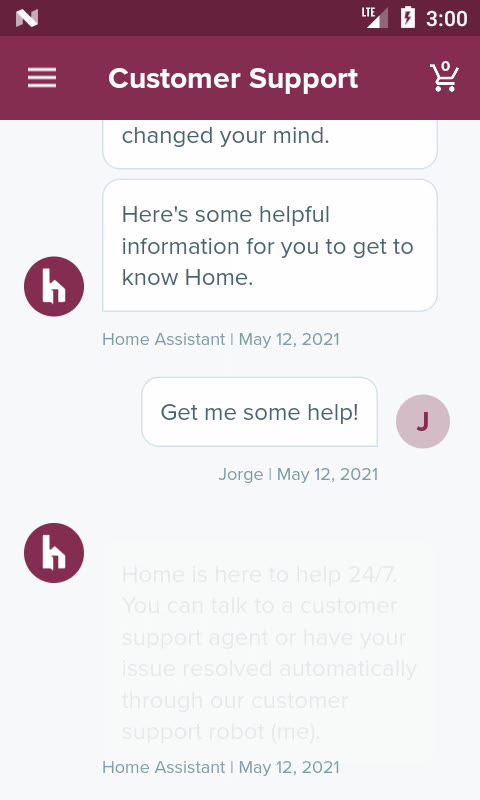 LTE 3:00
Customer Support
0
changed your mind.
Here's some helpful
information for you to get to
know Home.
h
Home Assistant | May 12, 2021
Get me some help!
J
Jorge | May 12, 2021
h
Home is here to help 24/7.
You can talk to a customer
support agent or have your
issue resolved automatically
through our customer
support robot (me).
Home Assistant | May 12, 2021